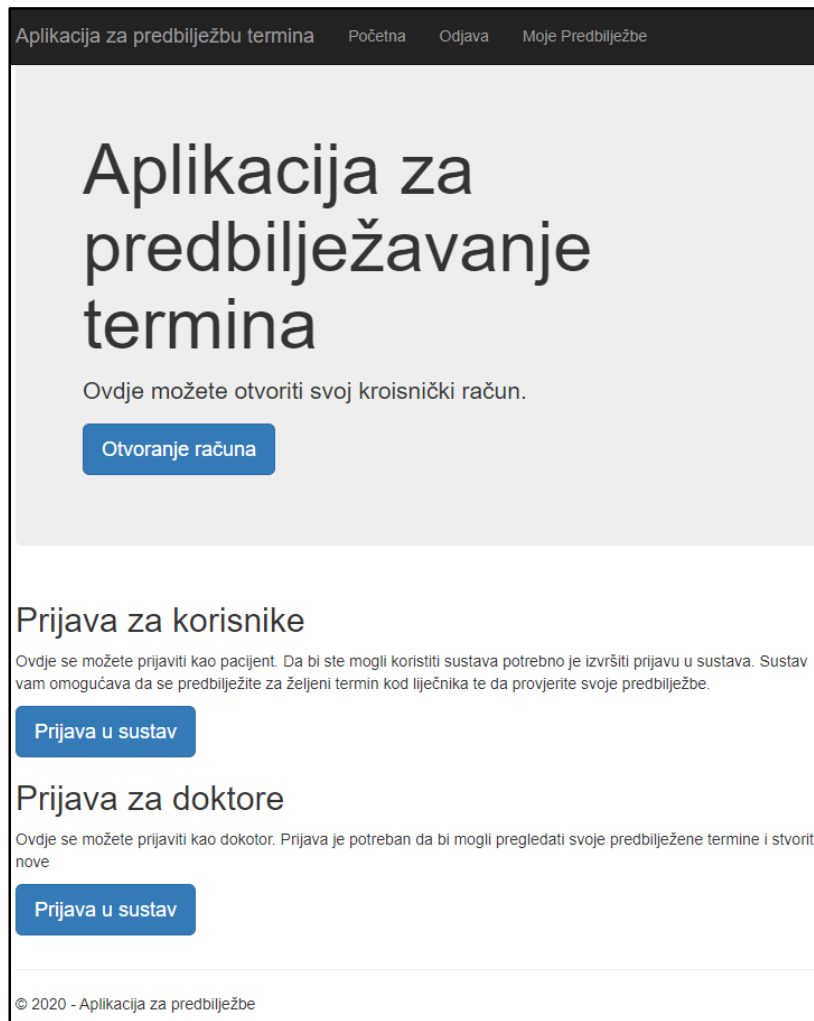 Aplikacija za predbilježbu termina Početna Odjava Moje Predbilježbe
Aplikacija za
predbilježavanje
termina
Ovdje možete otvoriti svoj kroisnički račun.
Otvoranje računa
Prijava za korisnike
Ovdje se možete prijaviti kao pacijent. Da bi ste mogli koristiti sustava potrebno je izvršiti prijavu u sustava. Sustav
vam omogućava da se predbilježite za željeni termin kod liječnika te da provjerite svoje predbilježbe.
Prijava u sustav
Prijava za doktore
Ovdje se možete prijaviti kao dokotor. Prijava je potreban da bi mogli pregledati svoje predbilježene termine i stvorit
nove
Prijava u sustav
© 2020 - Aplikacija za predbilježbe